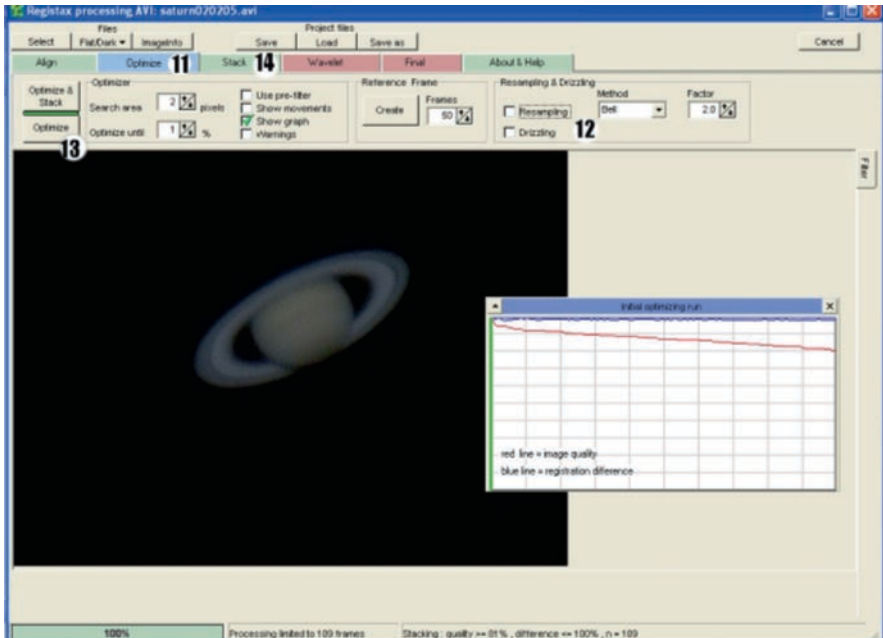 Registax processing AVI: saturn020205.avi
Files
Project files
Select Flat/Dark ImageInfo Save Load Save as Cancel
Align Optimize 11 Stack 14 Wavelet Final About & Help
Optimize & Stack
Optimize
13
Optimizer
Search area 2 pixels
Optimize until 1 %
Use pre-filter
Show movements
Show graph
Warnings
Reference Frame
Create
Frames
50
Resampling & Drizzling
Resampling
Drizzling
12
Method
Bell
Factor
2.0
Filter
Initial optimizing run
red line = image quality
blue line = registration difference
100% Processing limited to 109 frames Stacking : quality >= 81% , difference <= 100% , n = 109